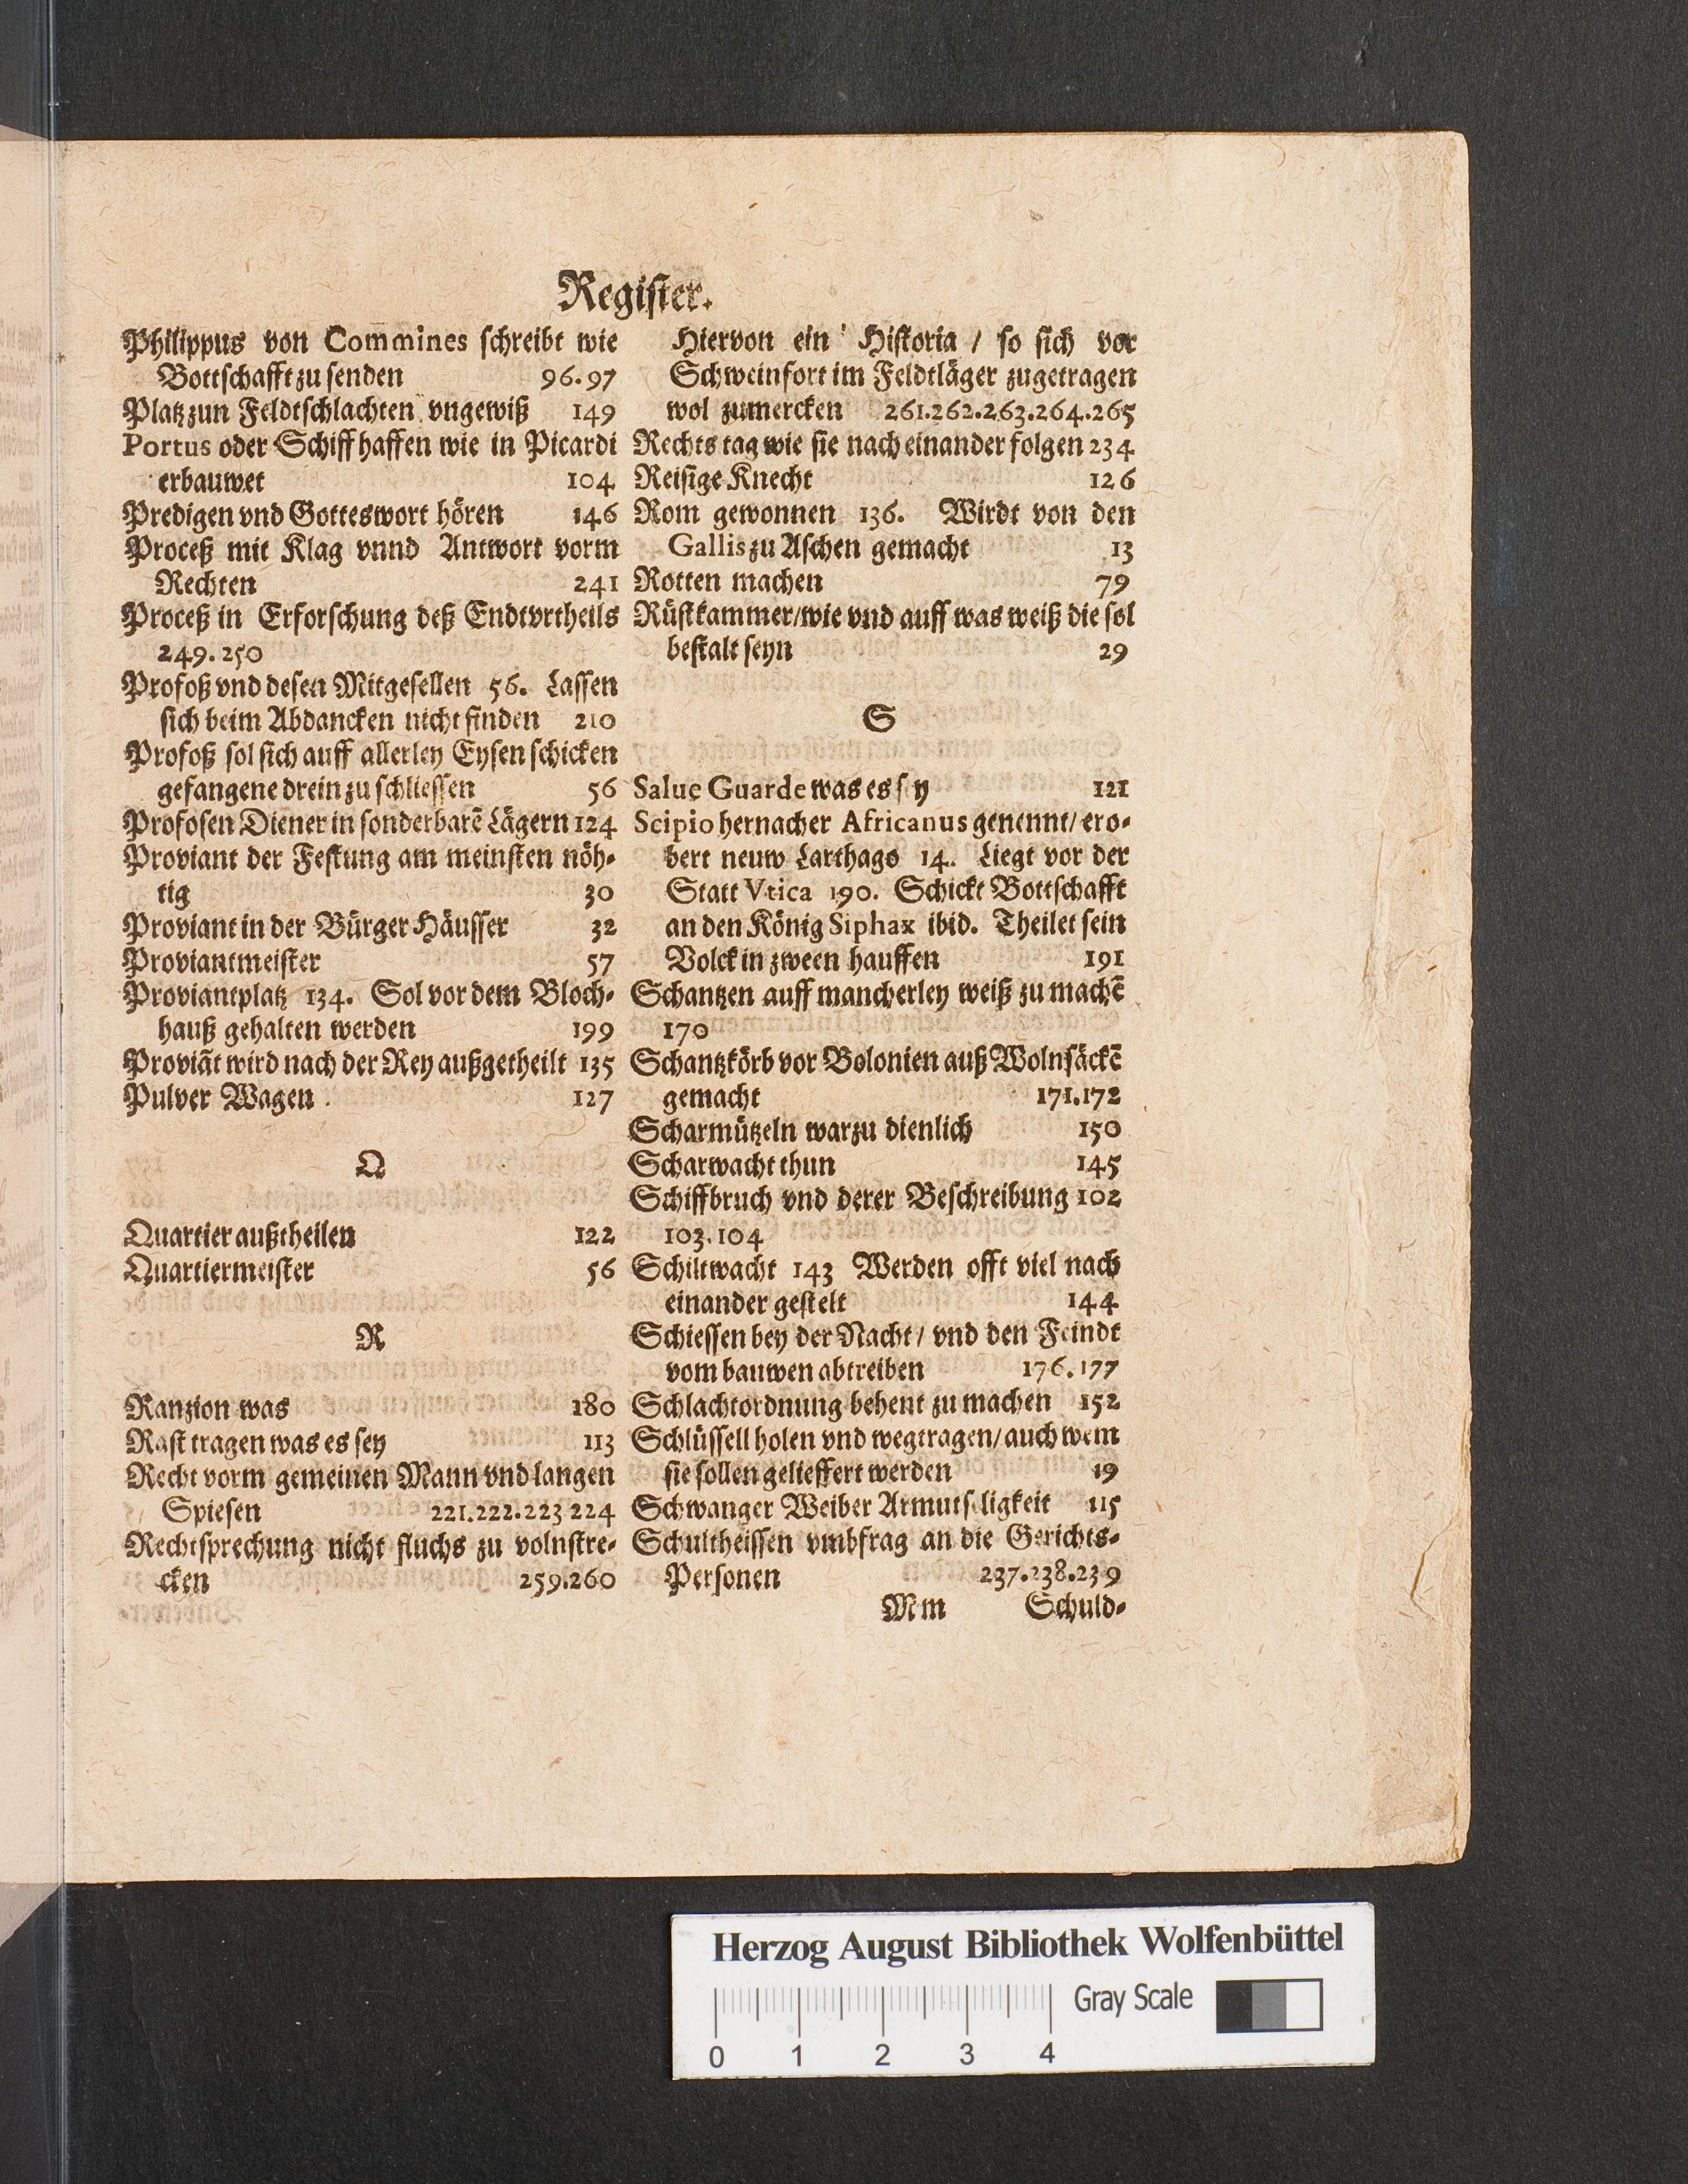 Register.
Philippus von Commines schreibt wie
Bottschafft zu senden 96.97
Platz zun Feldtschlachten vngewiß 149
Portus oder Schiffhaffen wie in Picardi
erbauwet 104
Predigen vnd Gotteswort hören 146
Proceß mit Klag vnnd Antwort vorm
Rechten 241
Proceß in Erforschung deß Endtvrtheils
249.250
Profoß vnd desen Mitgesellen 56. Lassen
sich beim Abdancken nicht finden 210
Profoß sol sich auff allerley Eysen schicken
gefangene drein zu schliessen 56
Profosen Diener in sonderbarē Lägern 124
Proviant der Festung am meinsten nöh-
tig 30
Proviant in der Bürger Häusser 32
Proviantmeister 57
Proviantplatz 134. Sol vor dem Bloch-
hauß gehalten werden 199
Proviāt wird nach der Rey außgetheilt 135
Pulver Wagen 127
Q
Quartier außtheilen 122
Quartiermeister 56
R
Ranzion was 180
Rast tragen was es sey 113
Recht vorm gemeinen Mann vnd langen
Spiesen 221.222.223 224
Rechtsprechung nicht fluchs zu volnstre-
cken 259.260
Hiervon ein Historia / so sich vor
Schweinfort im Feldtläger zugetragen
wol zumercken 261.262.263.264.265
Rechts tag wie sie nach einander folgen 234
Reisige Knecht 126
Rom gewonnen 136. Wirdt von den
Gallis zu Aschen gemacht 13
Rotten machen 79
Rüstkammer/wie vnd auff was weiß die sol
bestalt seyn 29
S
Salue Guarde was es sey 121
Scipio hernacher Africanus genennt/ ero-
bert neuw Carthago 14. Liegt vor der
Statt Vtica 190. Schickt Bottschafft
an den König Siphax ibid. Theilet sein
Volck in zween hauffen 191
Schantzen auff mancherley weiß zu machē
170
Schantzkörb vor Bolonien auß Wolnsäckē
gemacht 171.172
Scharmützeln warzu dienlich 150
Scharwacht thun 145
Schiffbruch vnd derer Beschreibung 102
103.104
Schiltwacht 143 Werden offt viel nach
einander gestelt 144
Schiessen bey der Nacht / vnd den Feindt
vom bauwen abtreiben 176.177
Schlachtordnung behent zu machen 152
Schlüssell holen vnd wegtragen/ auch wem
sie sollen gelieffert werden 19
Schwanger Weiber Armutseligkeit 115
Schultheissen vmbfrag an die Gerichts-
Personen 237.238.239
Mm Schuld-
Herzog August Bibliothek Wolfenbüttel
Gray Scale
0 1 2 3 4